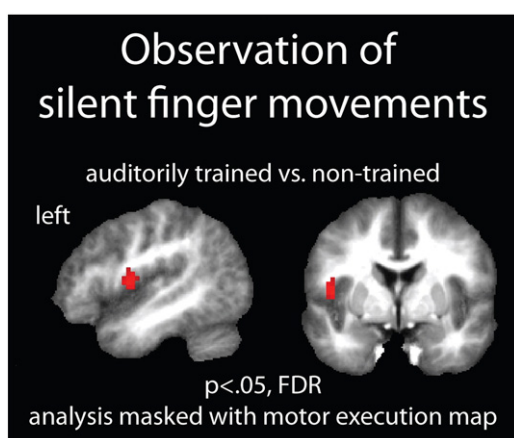 Observation of
silent finger movements
auditorily trained vs. non-trained
left
p<.05, FDR
analysis masked with motor execution map